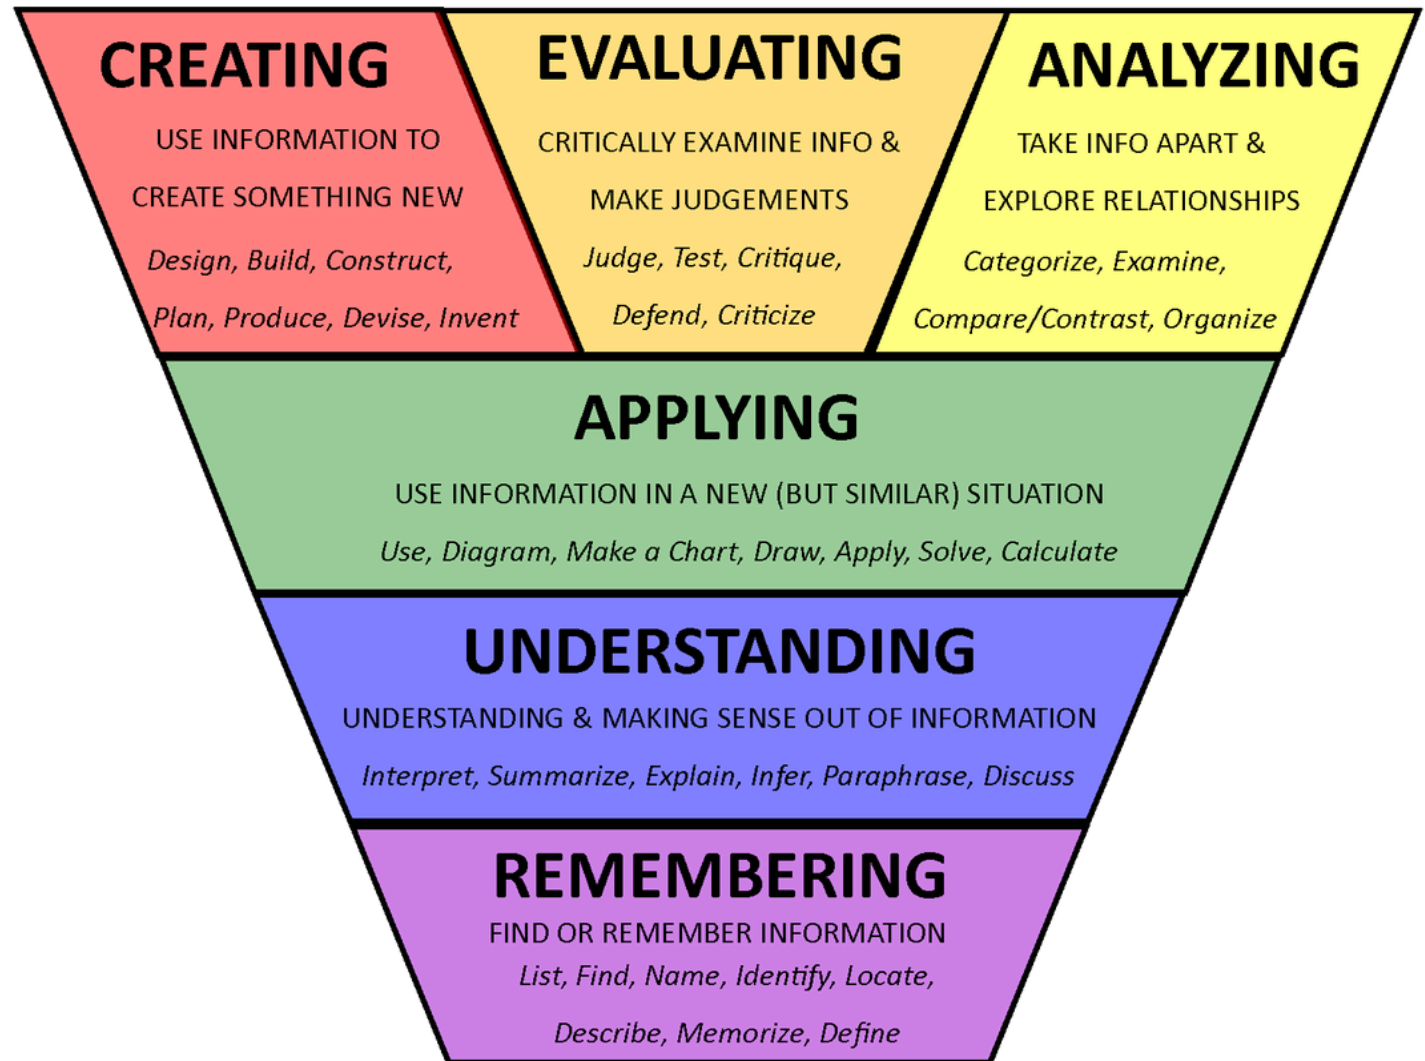 CREATING
USE INFORMATION TO
CREATE SOMETHING NEW
Design, Build, Construct,
Plan, Produce, Devise, Invent
EVALUATING
CRITICALLY EXAMINE INFO &
MAKE JUDGEMENTS
Judge, Test, Critique,
Defend, Criticize
ANALYZING
TAKE INFO APART &
EXPLORE RELATIONSHIPS
Categorize, Examine,
Compare/Contrast, Organize
APPLYING
USE INFORMATION IN A NEW (BUT SIMILAR) SITUATION
Use, Diagram, Make a Chart, Draw, Apply, Solve, Calculate
UNDERSTANDING
UNDERSTANDING & MAKING SENSE OUT OF INFORMATION
Interpret, Summarize, Explain, Infer, Paraphrase, Discuss
REMEMBERING
FIND OR REMEMBER INFORMATION
List, Find, Name, Identify, Locate,
Describe, Memorize, Define